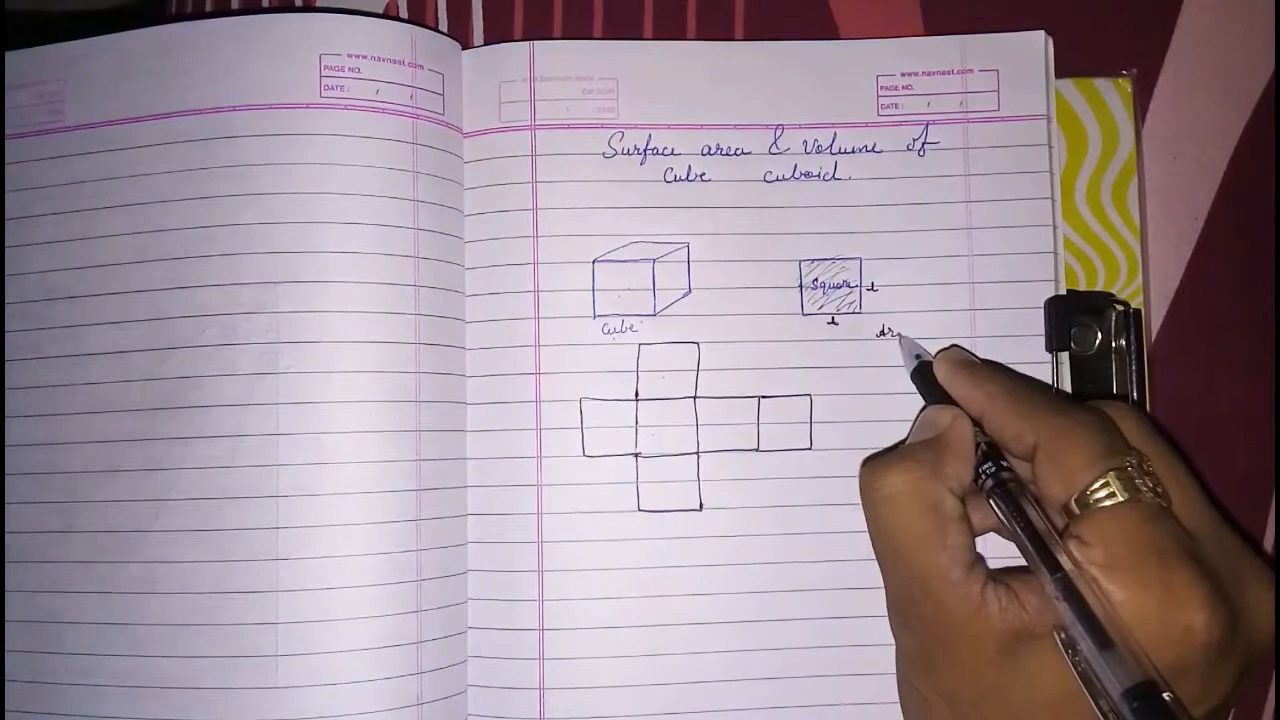 www.navneet.com
PAGE NO.
DATE : / /
www.navneet.com
PAGE NO.
DATE : / /
Surface area & Volume of
Cube cuboid.
Square
l
l
Cube
Ar